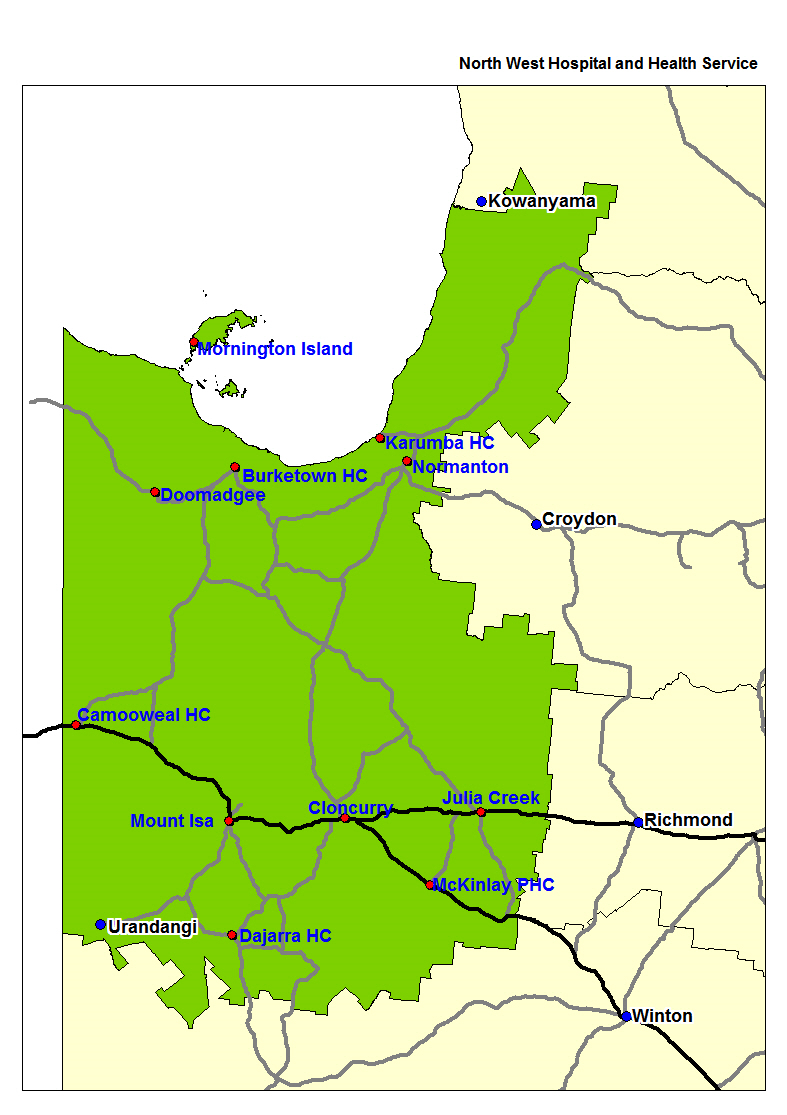 North West Hospital and Health Service
Kowanyama
Mornington Island
Karumba HC
Normanton
Burketown HC
Doomadgee
Croydon
Camooweal HC
Julia Creek
Cloncurry
Mount Isa
Richmond
McKinlay PHC
Urandangi
Dajarra HC
Winton